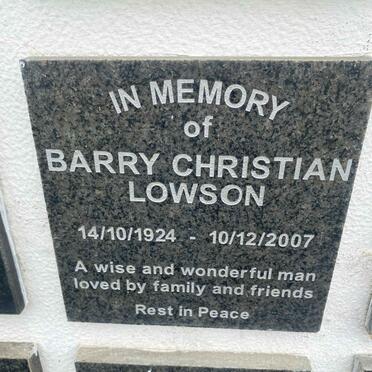 IN MEMORY
of
BARRY CHRISTIAN
LOWSON
14/10/1924 - 10/12/2007
A wise and wonderful man
loved by family and friends
Rest in Peace